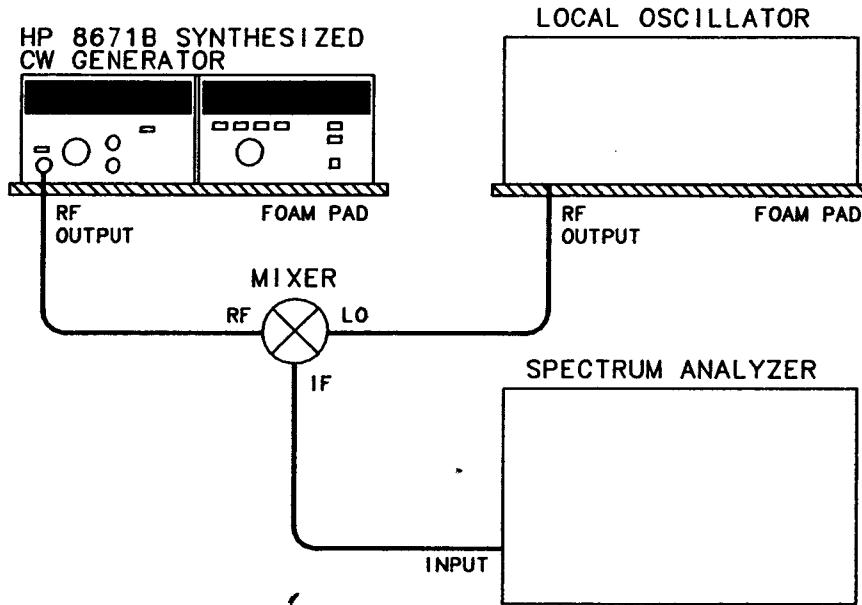 HP 8671B SYNTHESIZED
CW GENERATOR
LOCAL OSCILLATOR
RF
OUTPUT
FOAM PAD
RF
OUTPUT
FOAM PAD
MIXER
RF
LO
IF
SPECTRUM ANALYZER
INPUT